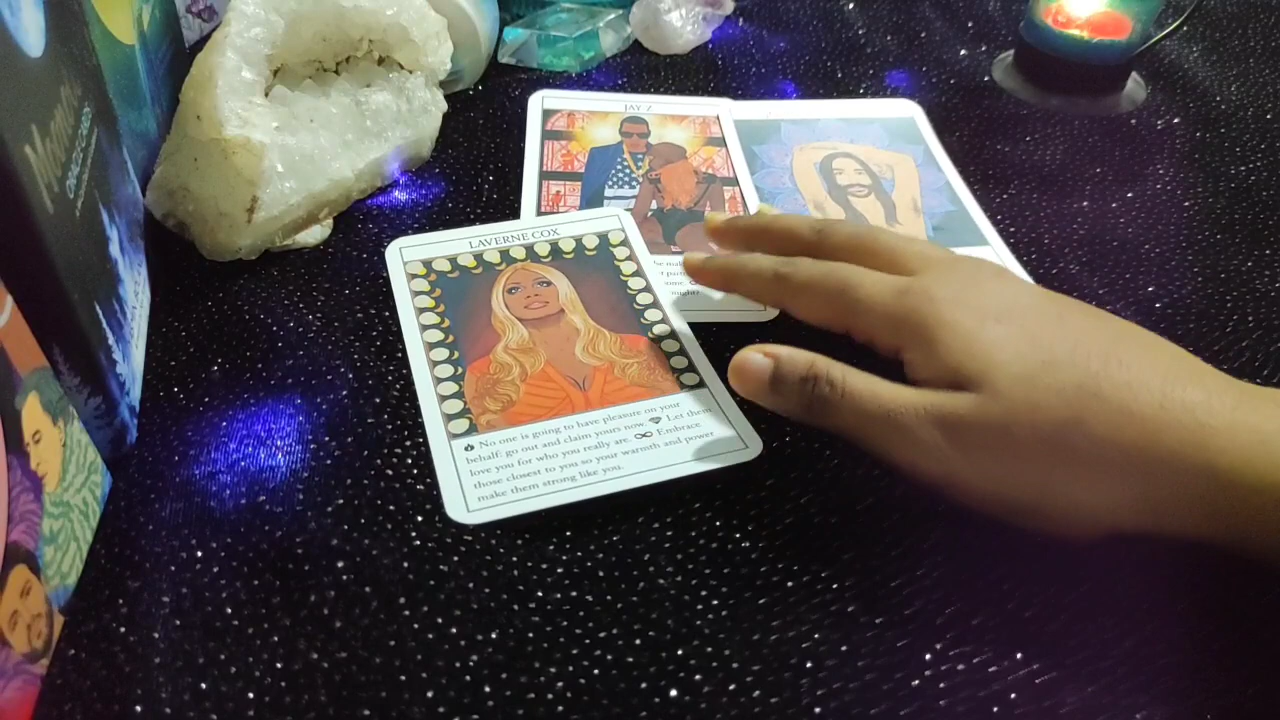 JAY Z
LAVERNE COX
No one is going to have pleasure on your
behalf: go out and claim yours now. Let them
love you for who you really are. ∞ Embrace
those closest to you so your warmth and power
make them strong like you.
might?